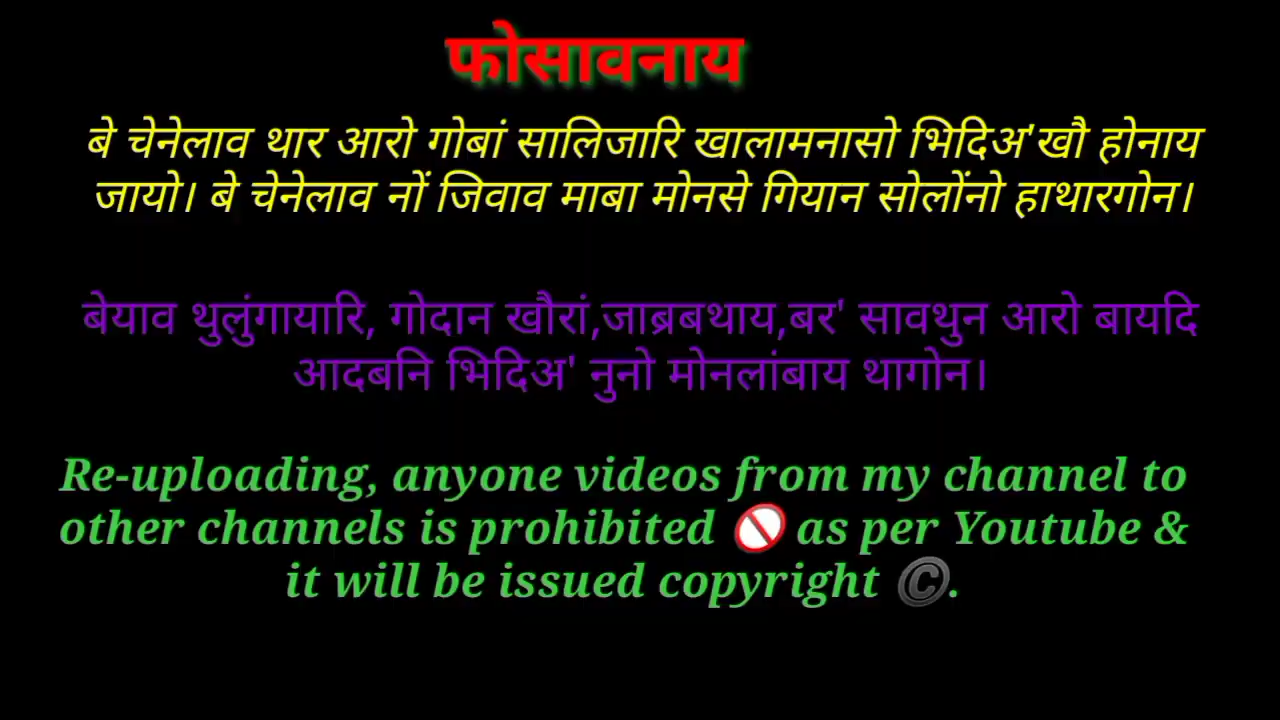 फोसावनाय
बे चेनेलाव थार आरो गोबां सालिजारि खालामनासो भिदिअ'खौ होनाय
जायो। बे चेनेलाव नों जिवाव माबा मोनसे गियान सोलोंनो हाथारगोन।
बेयाव थुलुंगायारि, गोदान खौरां,जाब्रबथाय,बर' सावथुन आरो बायदि
आदबनि भिदिअ' नुनो मोनलांबाय थागोन।
Re-uploading, anyone videos from my channel to
other channels is prohibited 🚫 as per Youtube &
it will be issued copyright ©.